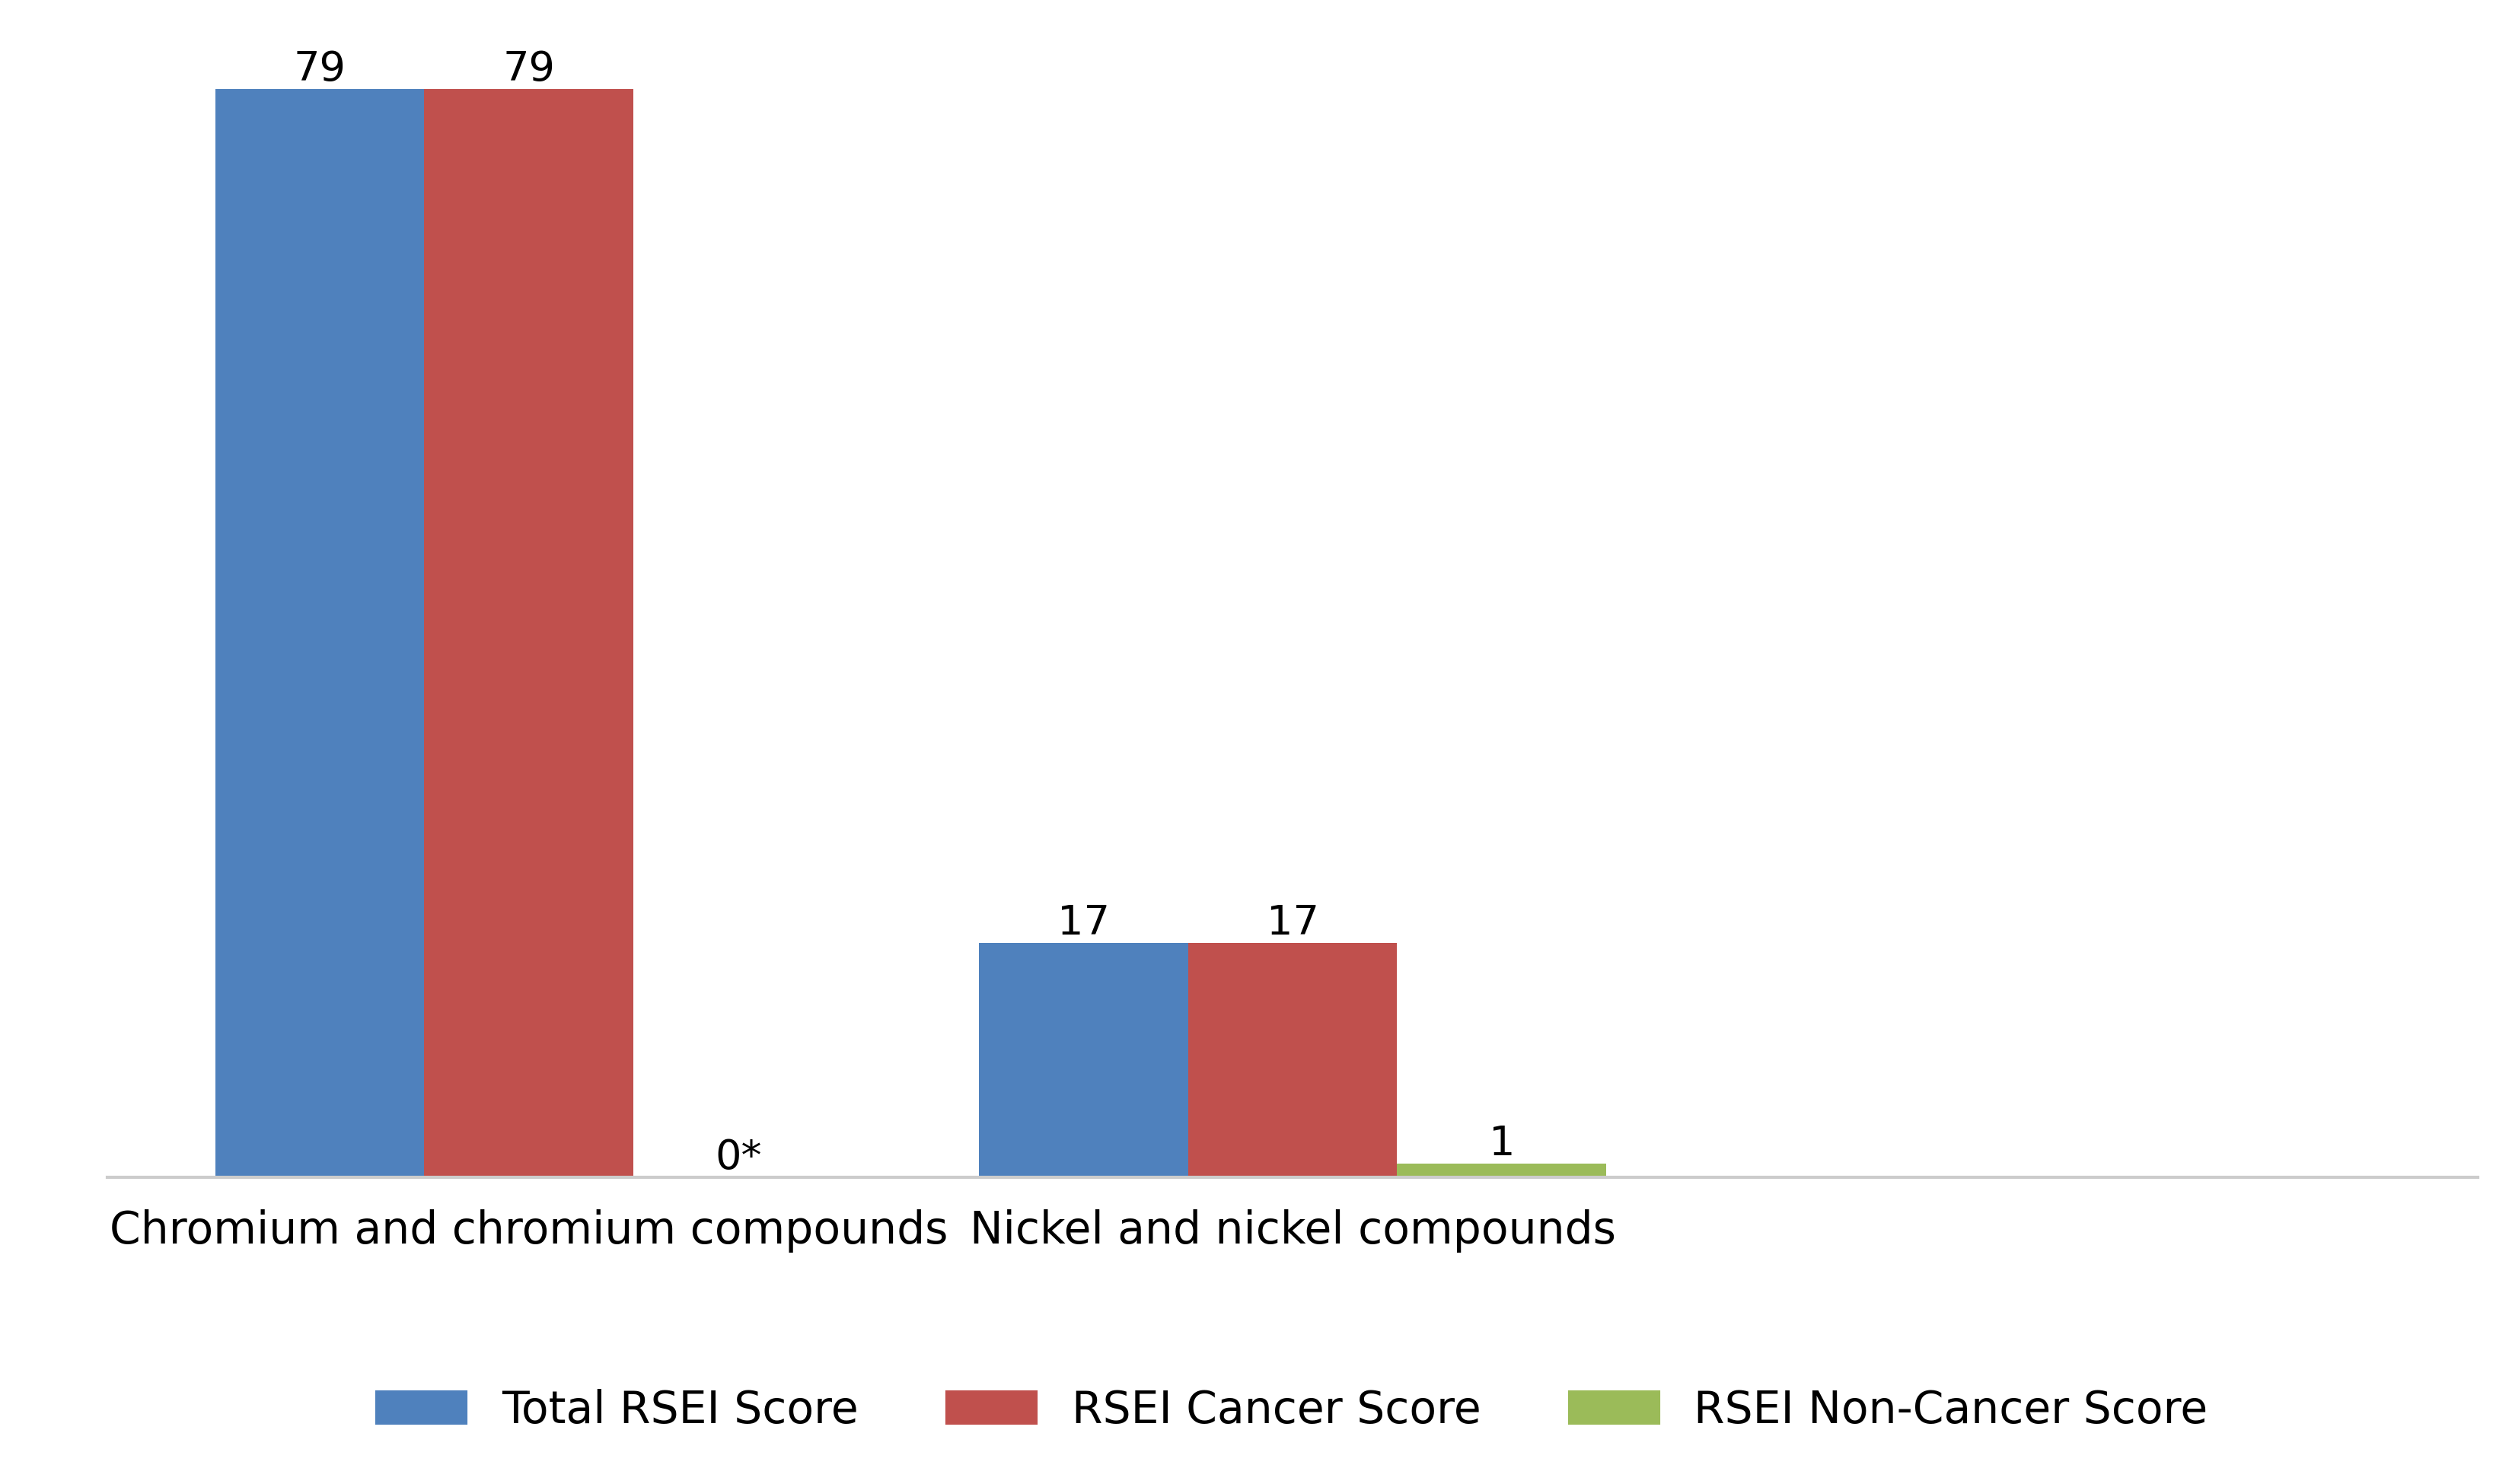 79 79
17 17
1
0*
Chromium and chromium compounds Nickel and nickel compounds
Total RSEI Score RSEI Cancer Score RSEI Non-Cancer Score